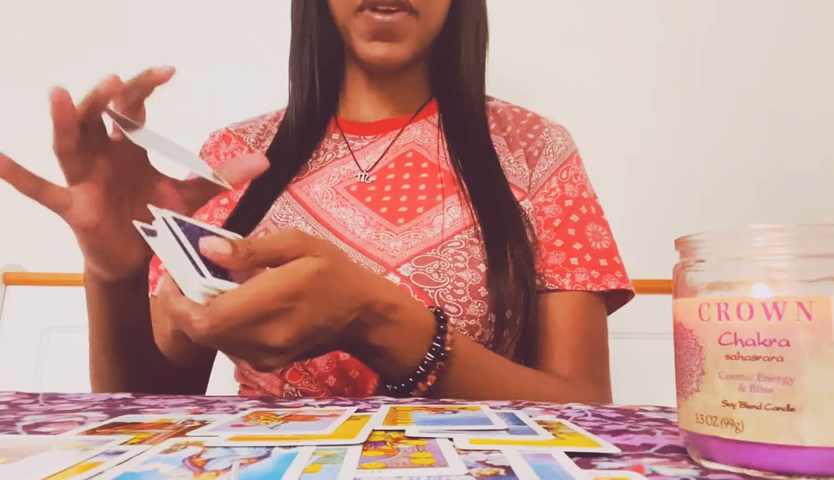 CROWN
Chakra
sahasrara
Cosmic Energy
& Bliss
Soy Blend Candle
3.5 OZ (99g)